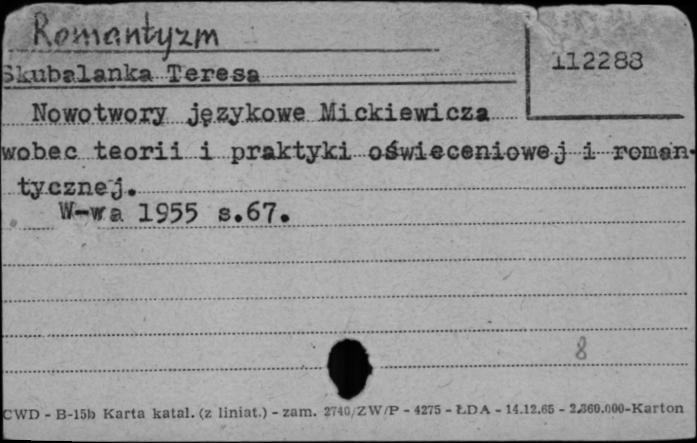 Romantyzm
112288
Skubalanka Teresa
Nowotwory językowe Mickiewicza
wobec teorii i praktyki oświeceniowej i roman-
tycznej.
W-wa 1955 s.67.
8
CWD - B-15b Karta katal. (z liniat.) - zam. 2740/ZW/P - 4275 - ŁDA - 14.12.65 - 2.360.000-Karton